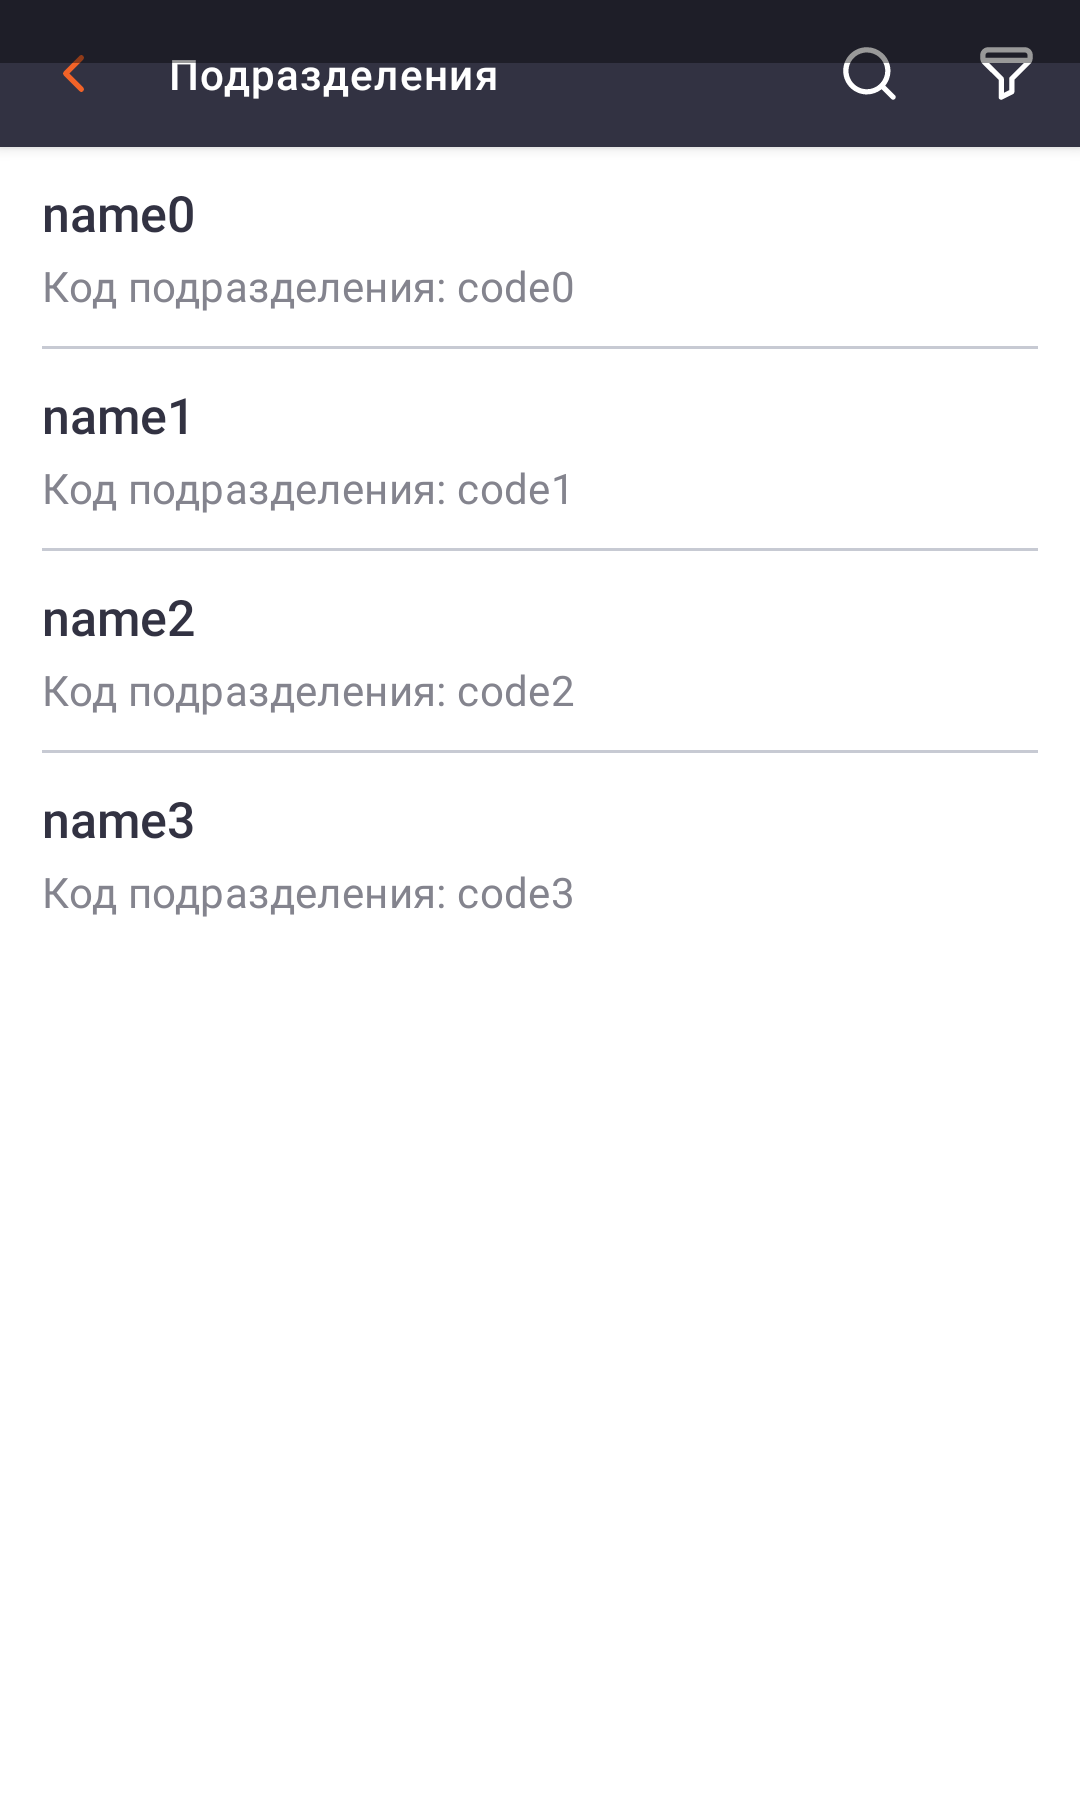 Подразделения
name0
Код подразделения: code0
name1
Код подразделения: code1
name2
Код подразделения: code2
name3
Код подразделения: code3